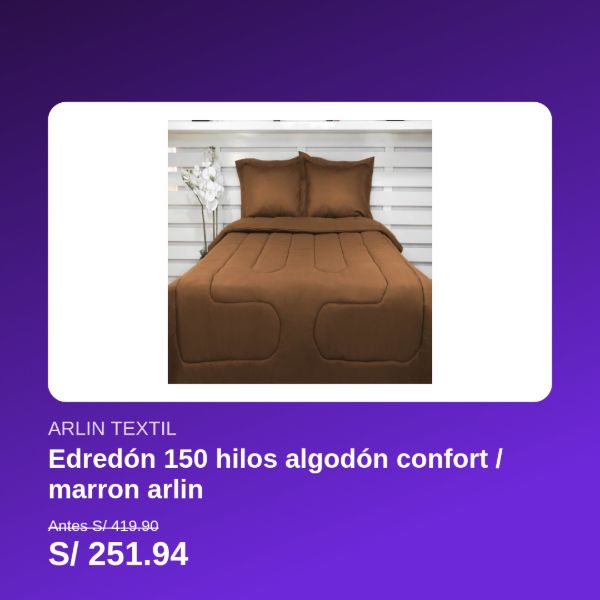 ARLIN TEXTIL
Edredón 150 hilos algodón confort /
marron arlin
Antes S/ 419.90
S/ 251.94